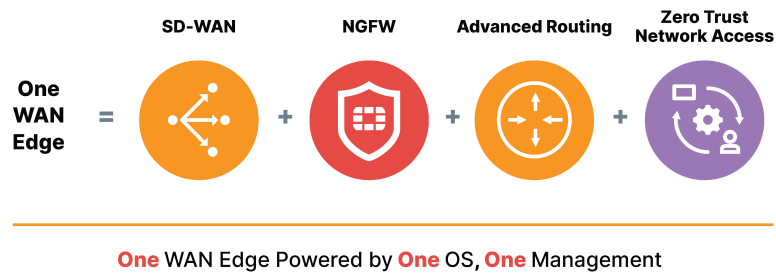 SD-WAN
NGFW
Advanced Routing
Zero Trust
Network Access
One
WAN
Edge
=
+
+
+
One WAN Edge Powered by One OS, One Management